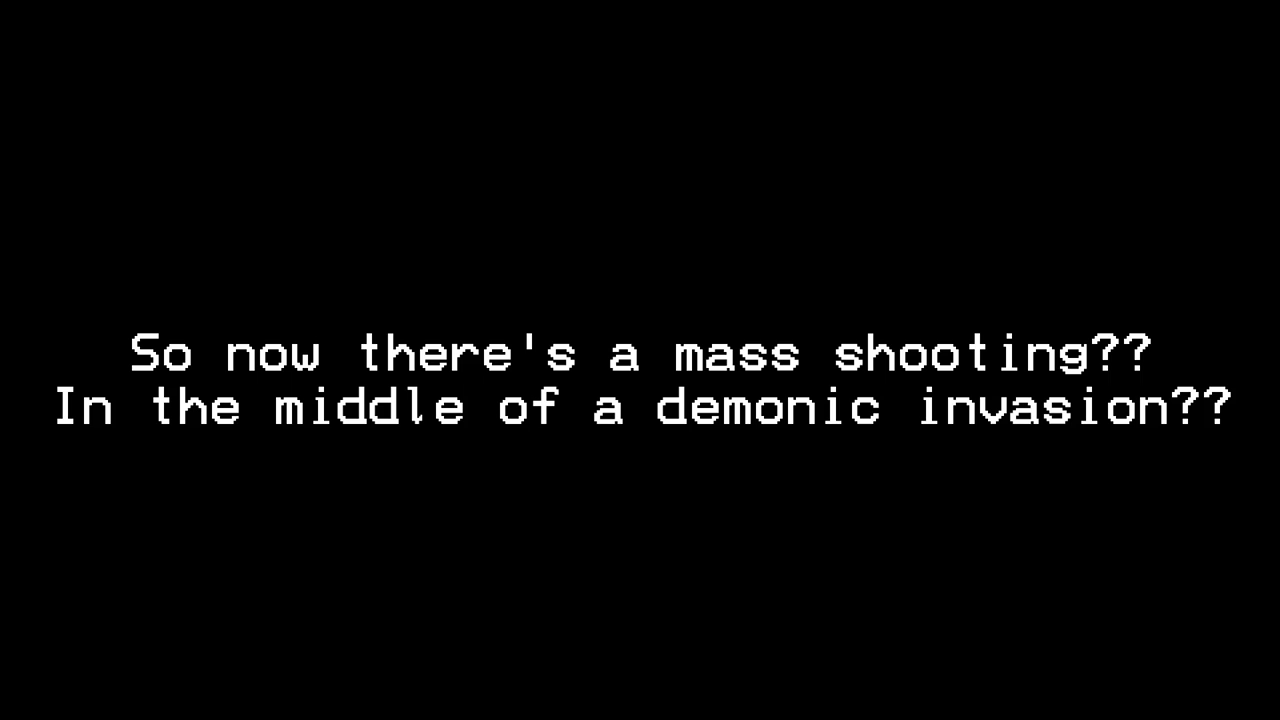 So now there's a mass shooting??
In the middle of a demonic invasion??